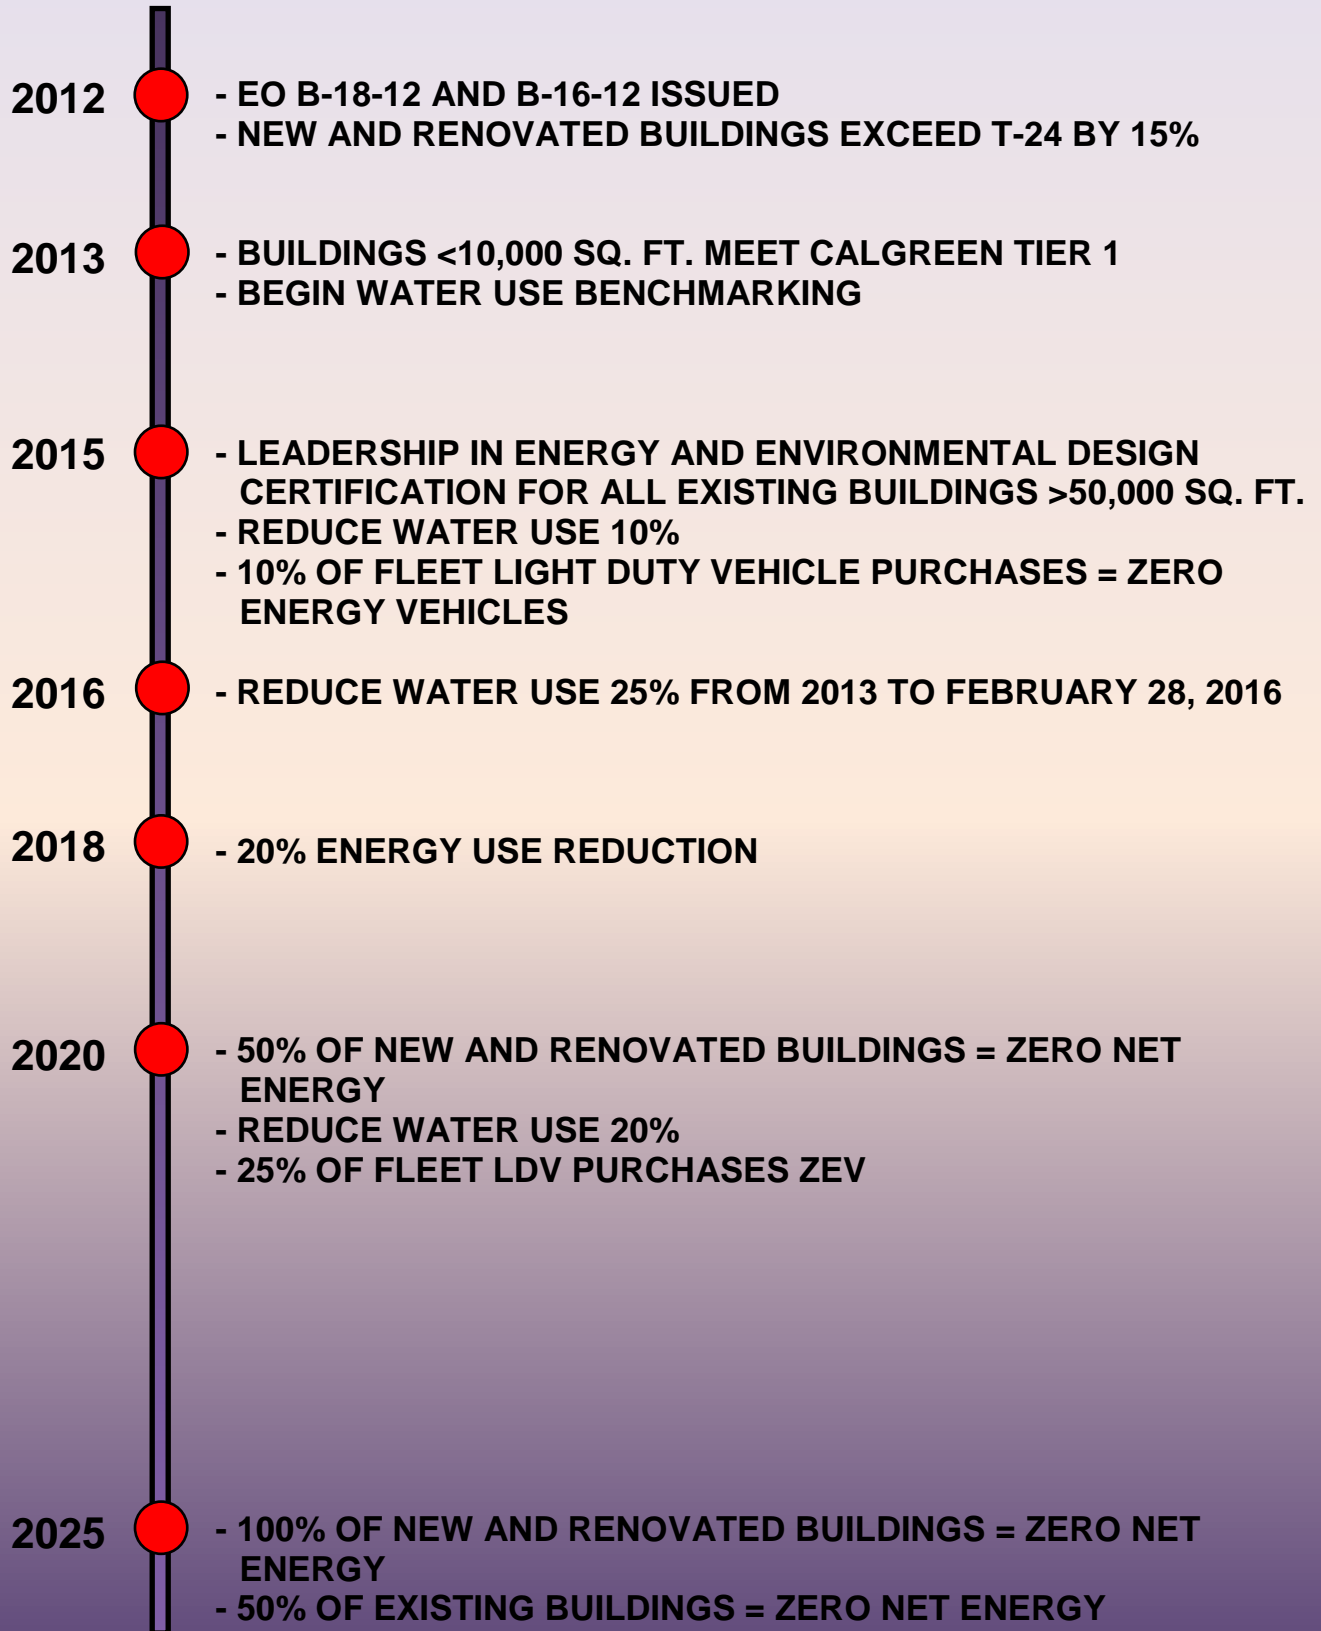 2012
- EO B-18-12 AND B-16-12 ISSUED
- NEW AND RENOVATED BUILDINGS EXCEED T-24 BY 15%
2013
- BUILDINGS <10,000 SQ. FT. MEET CALGREEN TIER 1
- BEGIN WATER USE BENCHMARKING
2015
- LEADERSHIP IN ENERGY AND ENVIRONMENTAL DESIGN
CERTIFICATION FOR ALL EXISTING BUILDINGS >50,000 SQ. FT.
- REDUCE WATER USE 10%
- 10% OF FLEET LIGHT DUTY VEHICLE PURCHASES = ZERO
ENERGY VEHICLES
2016
- REDUCE WATER USE 25% FROM 2013 TO FEBRUARY 28, 2016
2018
- 20% ENERGY USE REDUCTION
2020
- 50% OF NEW AND RENOVATED BUILDINGS = ZERO NET
ENERGY
- REDUCE WATER USE 20%
- 25% OF FLEET LDV PURCHASES ZEV
2025
- 100% OF NEW AND RENOVATED BUILDINGS = ZERO NET
ENERGY
- 50% OF EXISTING BUILDINGS = ZERO NET ENERGY